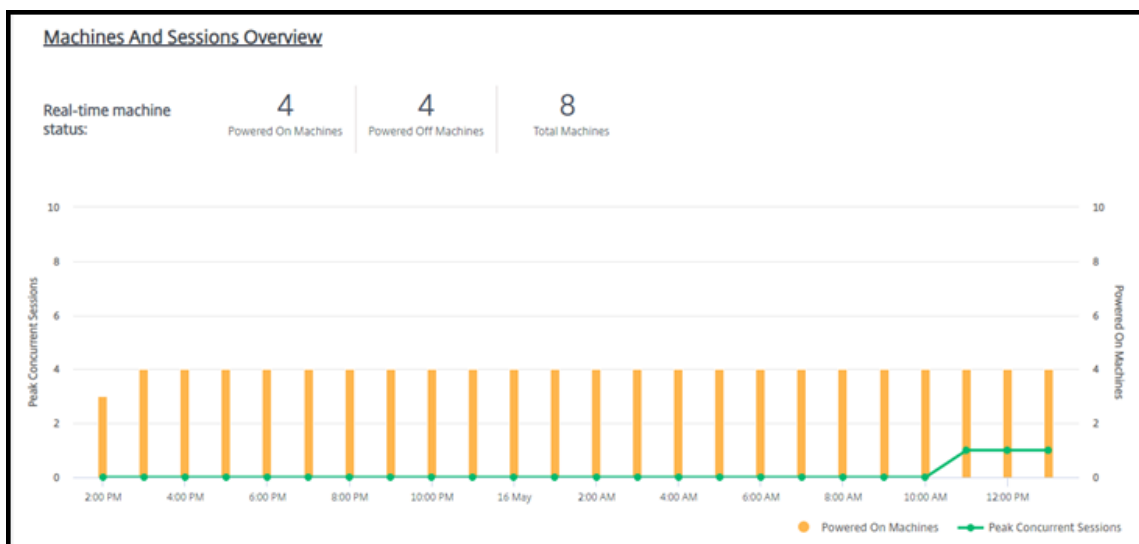 Machines And Sessions Overview
Real-time machine
status:
4
Powered On Machines
4
Powered Off Machines
8
Total Machines
10
8
6
4
2
0
Peak Concurrent Sessions
10
8
6
4
2
0
Powered On Machines
2:00 PM
4:00 PM
6:00 PM
8:00 PM
10:00 PM
16 May
2:00 AM
4:00 AM
6:00 AM
8:00 AM
10:00 AM
12:00 PM
Powered On Machines
Peak Concurrent Sessions